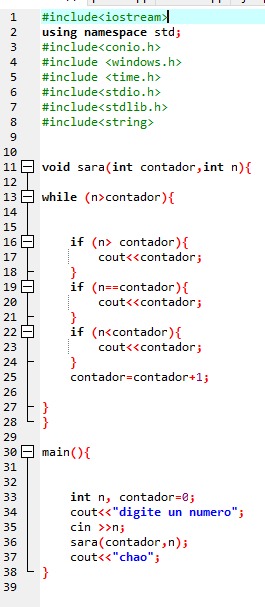 1 #include<iostream>
2 using namespace std;
3 #include<conio.h>
4 #include <windows.h>
5 #include <time.h>
6 #include<stdio.h>
7 #include<stdlib.h>
8 #include<string>
9
10
11 void sara(int contador,int n){
12
13 while (n>contador){
14
15
16 if (n> contador){
17 cout<<contador;
18 }
19 if (n==contador){
20 cout<<contador;
21 }
22 if (n<contador){
23 cout<<contador;
24 }
25 contador=contador+1;
26
27 }
28 }
29
30 main(){
31
32
33 int n, contador=0;
34 cout<<"digite un numero";
35 cin >>n;
36 sara(contador,n);
37 cout<<"chao";
38 }
39